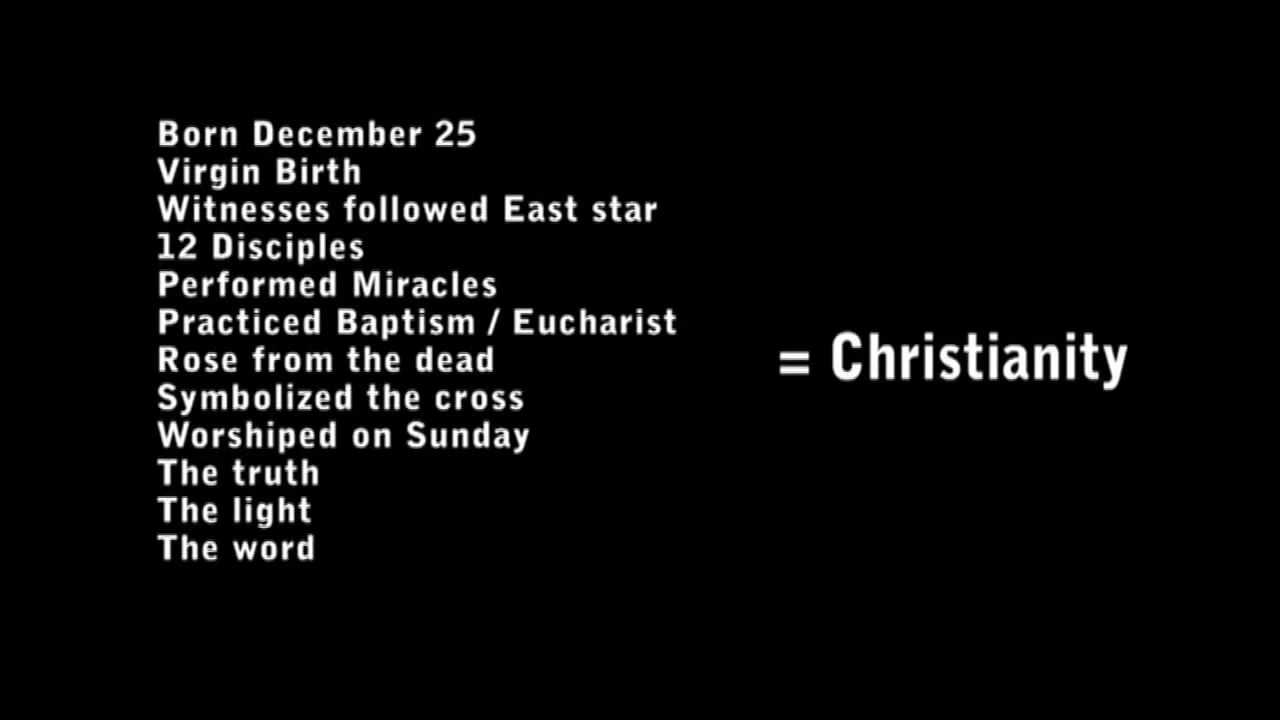 Born December 25
Virgin Birth
Witnesses followed East star
12 Disciples
Performed Miracles
Practiced Baptism / Eucharist
Rose from the dead
Symbolized the cross
Worshiped on Sunday
The truth
The light
The word
= Christianity